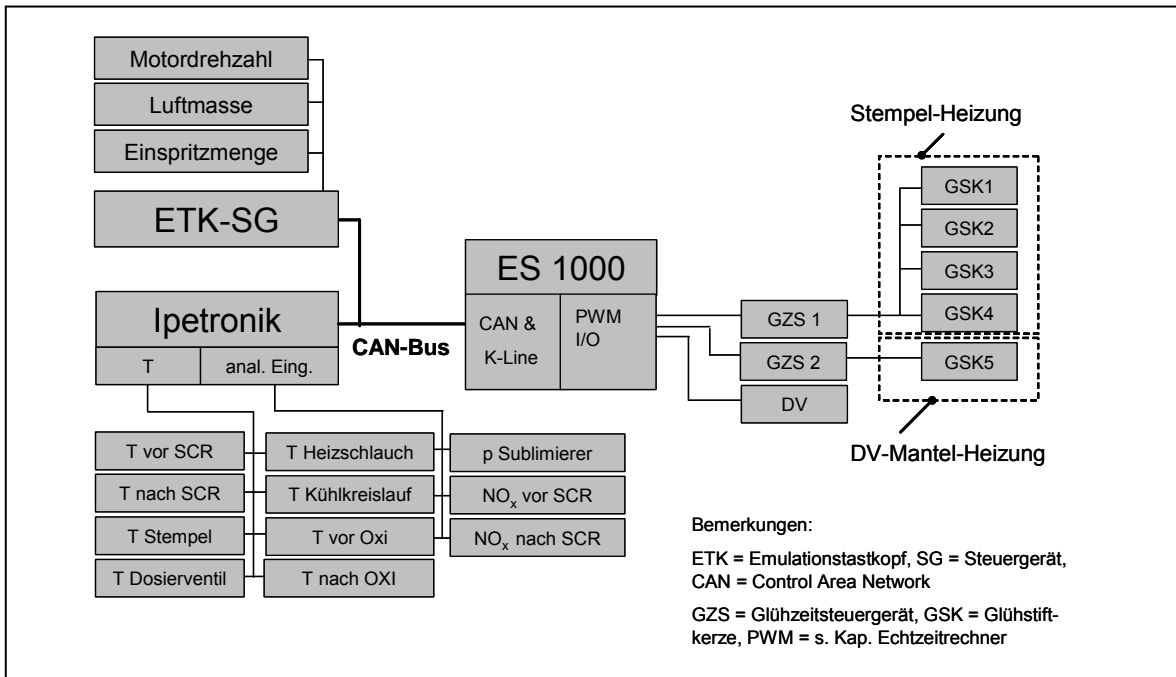 Motordrehzahl
Luftmasse
Einspritzmenge
ETK-SG
Ipetronik
T
anal. Eing.
CAN-Bus
T vor SCR
T nach SCR
T Stempel
T Dosierventil
T Heizschlauch
T Kühlkreislauf
T vor Oxi
T nach OXI
p Sublimierer
NOx vor SCR
NOx nach SCR
ES 1000
CAN &
K-Line
PWM
I/O
GZS 1
GZS 2
DV
Stempel-Heizung
GSK1
GSK2
GSK3
GSK4
GSK5
DV-Mantel-Heizung
Bemerkungen:
ETK = Emulationstastkopf, SG = Steuergerät,
CAN = Control Area Network
GZS = Glühzeitsteuergerät, GSK = Glühstift-
kerze, PWM = s. Kap. Echtzeitrechner